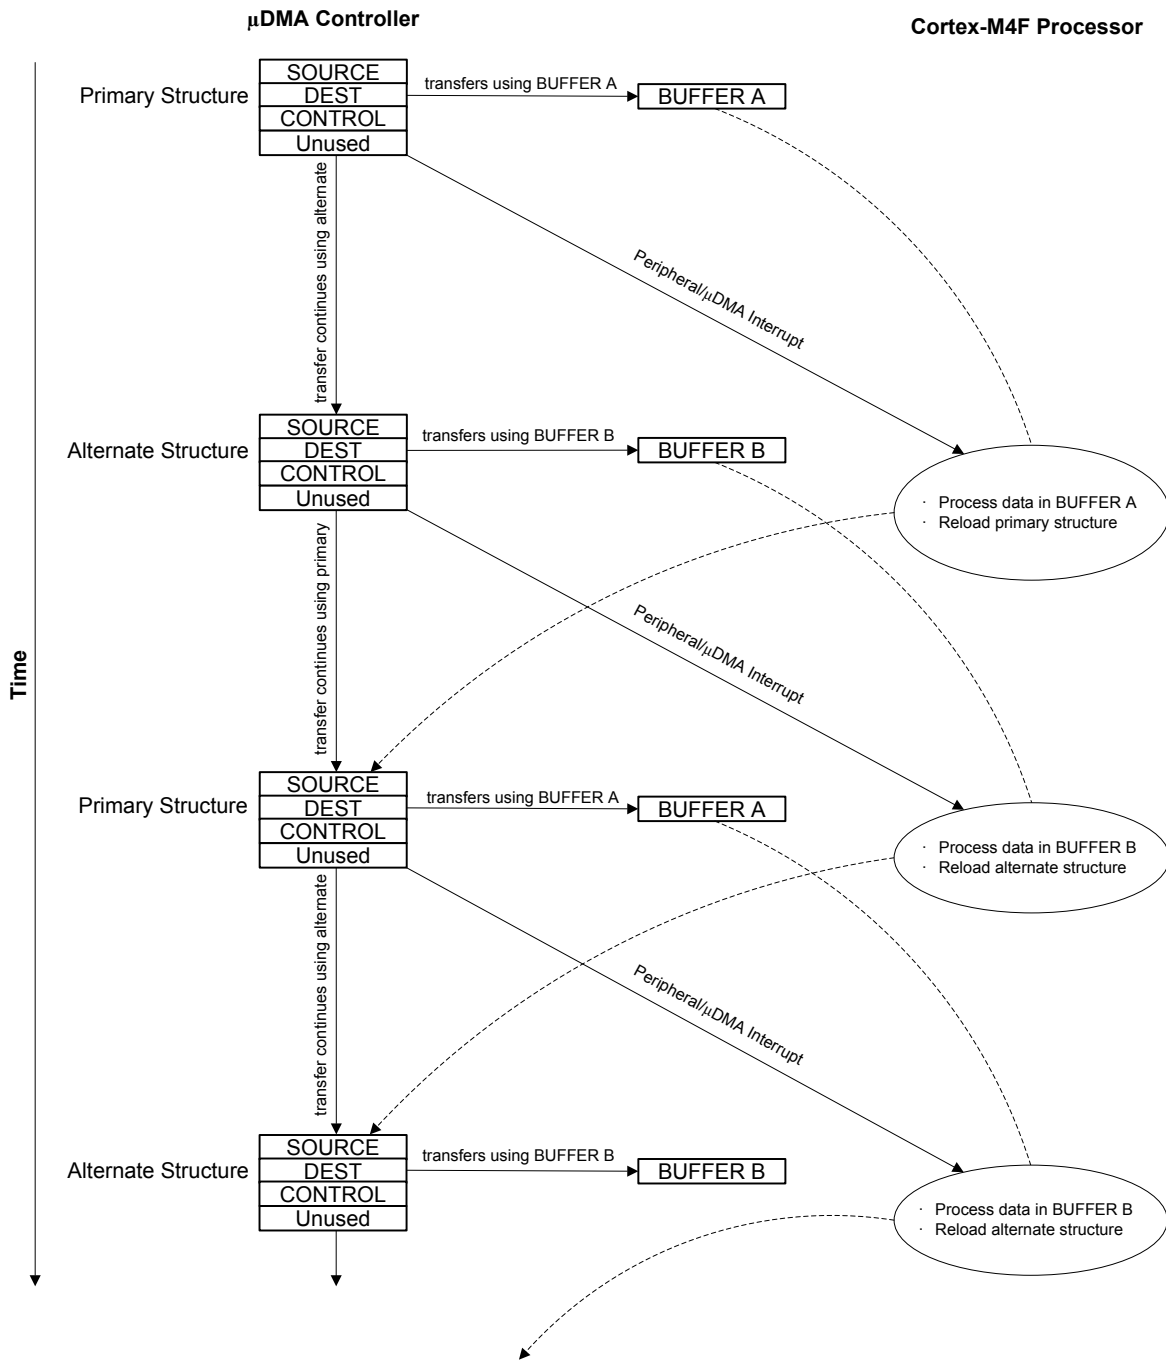 μDMA Controller
Cortex-M4F Processor
Primary Structure
SOURCE
DEST
CONTROL
Unused
transfers using BUFFER A
BUFFER A
transfer continues using alternate
Peripheral/μDMA Interrupt
Alternate Structure
SOURCE
DEST
CONTROL
Unused
transfers using BUFFER B
BUFFER B
· Process data in BUFFER A
· Reload primary structure
transfer continues using primary
Peripheral/μDMA Interrupt
Time
Primary Structure
SOURCE
DEST
CONTROL
Unused
transfers using BUFFER A
BUFFER A
· Process data in BUFFER B
· Reload alternate structure
transfer continues using alternate
Peripheral/μDMA Interrupt
Alternate Structure
SOURCE
DEST
CONTROL
Unused
transfers using BUFFER B
BUFFER B
· Process data in BUFFER B
· Reload alternate structure